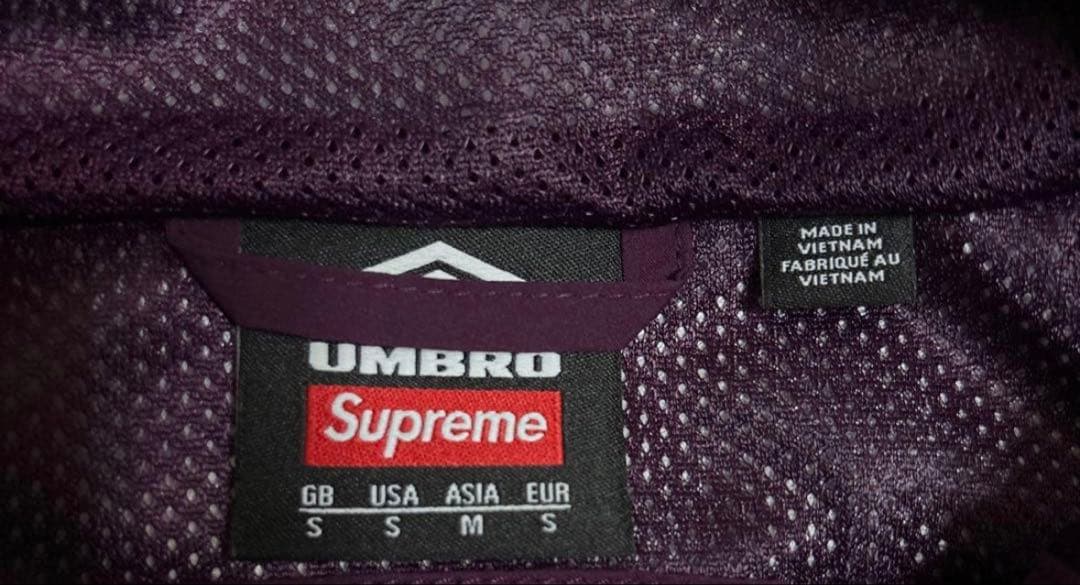 UMBRO
Supreme
GB USA ASIA EUR
S S M S
MADE IN
VIETNAM
FABRIQUÉ AU
VIETNAM